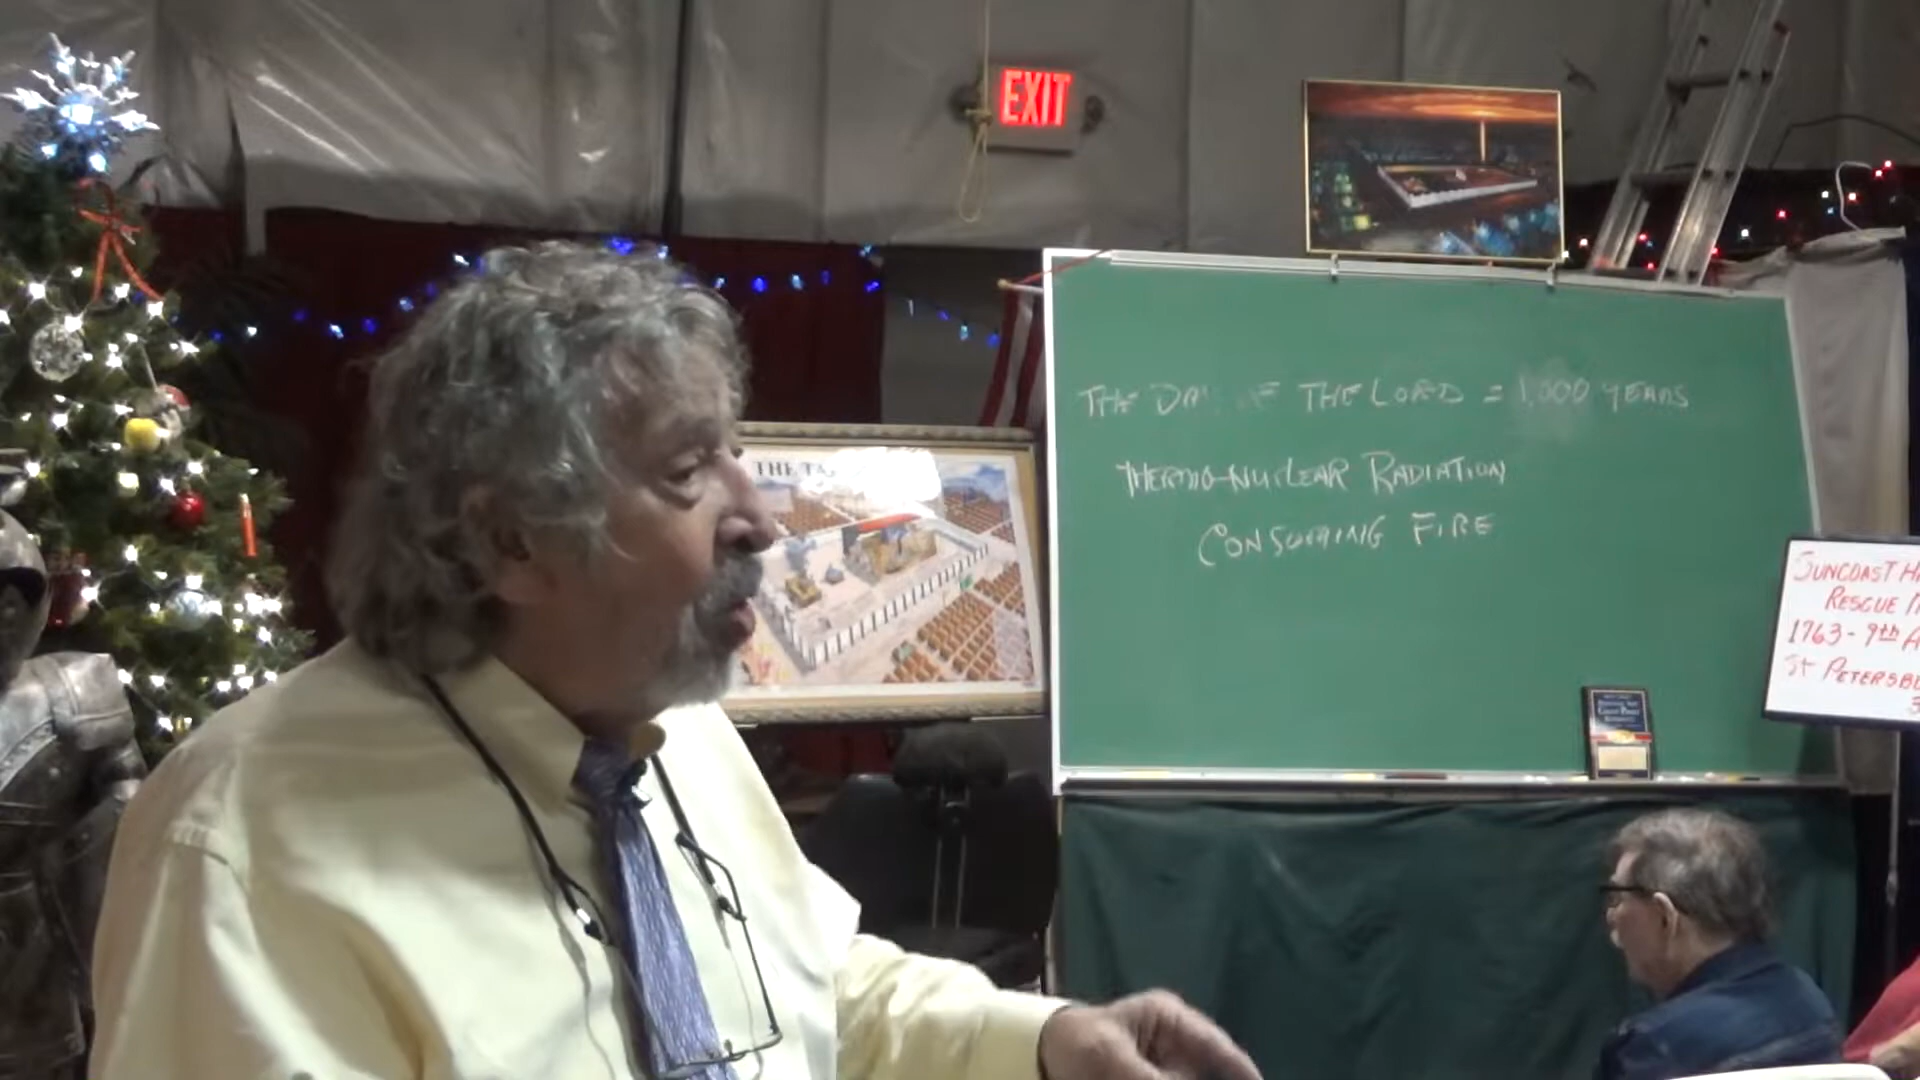 EXIT
THE DAY OF THE LORD = 1,000 YEARS
THERMO-NUCLEAR RADIATION
CONSUMING FIRE
THE
SUNCOAST
RESCUE
1763-9th
St